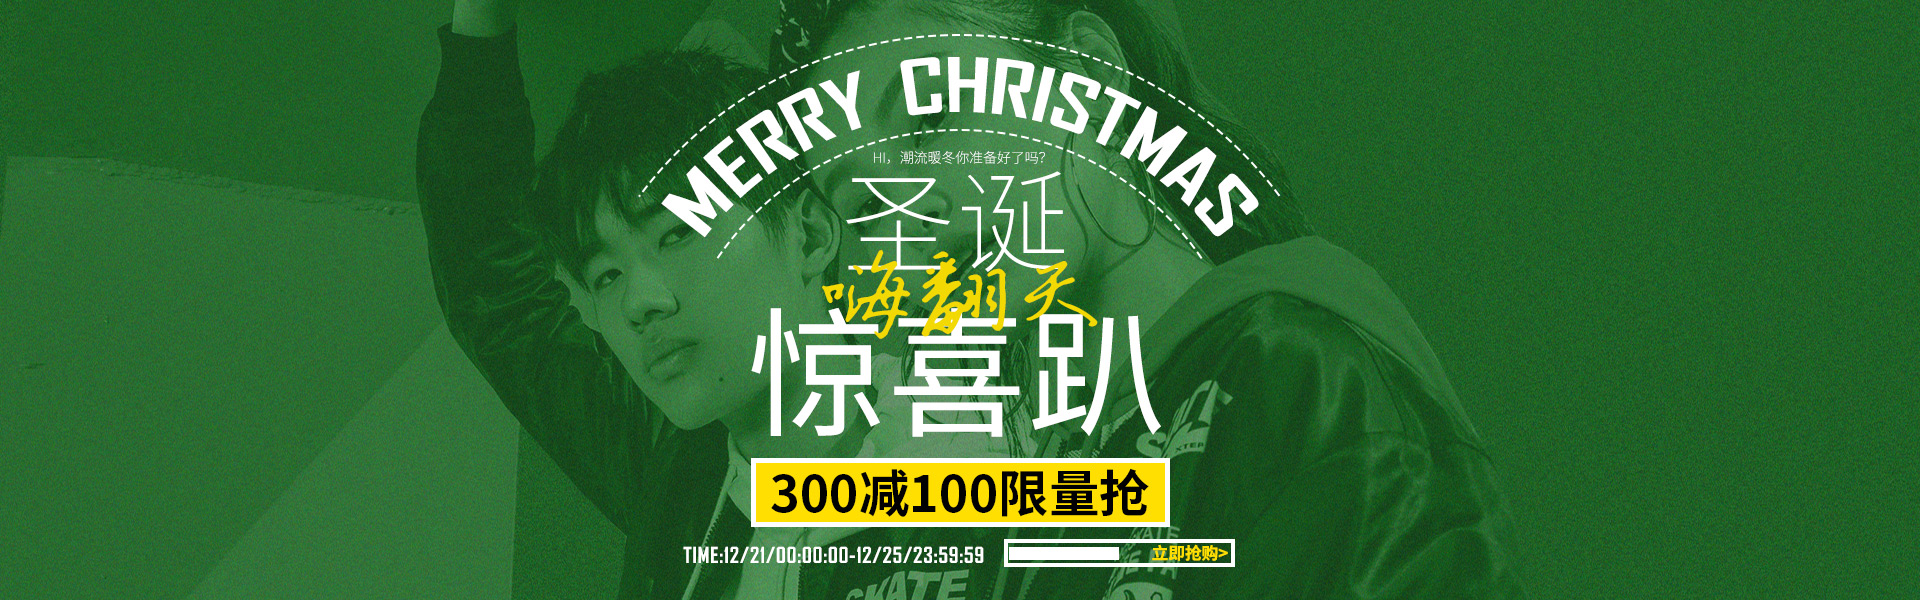 MERRY CHRISTMAS
HI，潮流暖冬你准备好了吗？
圣诞
嗨翻天
惊喜趴
300减100限量抢
TIME:12/21/00:00:00-12/25/23:59:59
立即抢购>
SKATE
SKATE